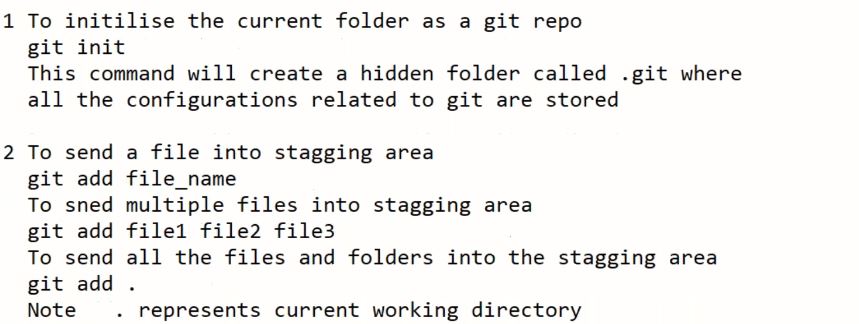 1 To initilise the current folder as a git repo
git init
This command will create a hidden folder called .git where
all the configurations related to git are stored
2 To send a file into stagging area
git add file_name
To sned multiple files into stagging area
git add file1 file2 file3
To send all the files and folders into the stagging area
git add .
Note   . represents current working directory